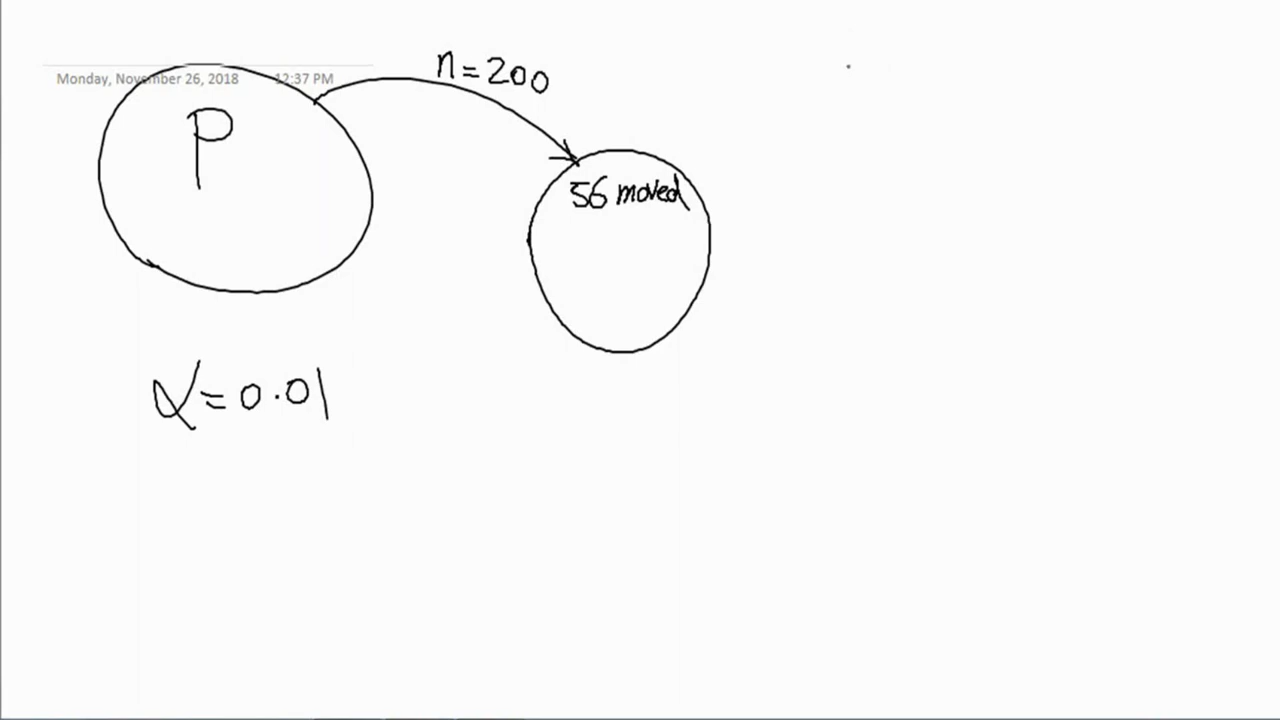 n=200
Monday, November 26, 2018 12:37 PM
P
56 moved
α=0.01